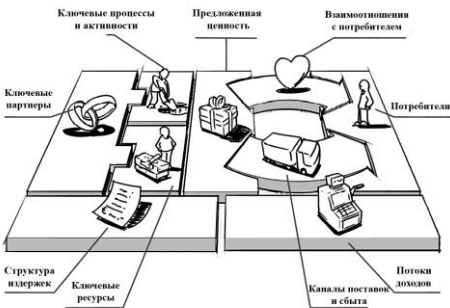 Ключевые процессы
и активности
Предложенная
ценность
Взаимоотношения
с потребителем
Ключевые
партнеры
Потребители
Структура
издержек
Ключевые
ресурсы
Каналы поставок
и сбыта
Потоки
доходов